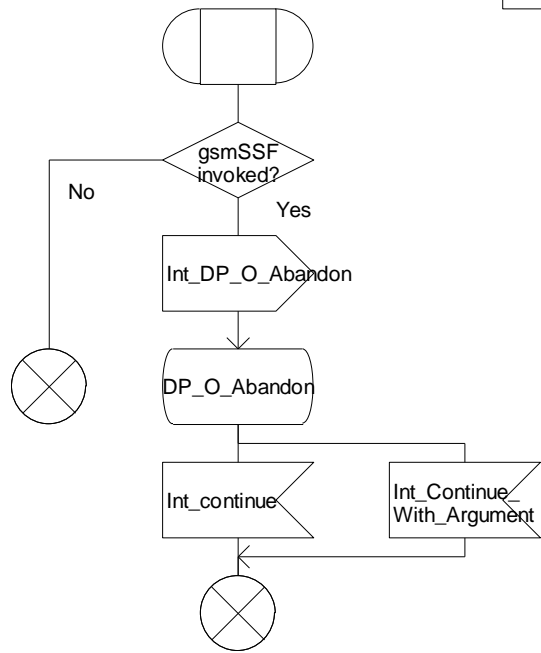 gsmSSF
invoked?
No
Yes
Int_DP_O_Abandon
DP_O_Abandon
Int_continue
Int_Continue_
With_Argument